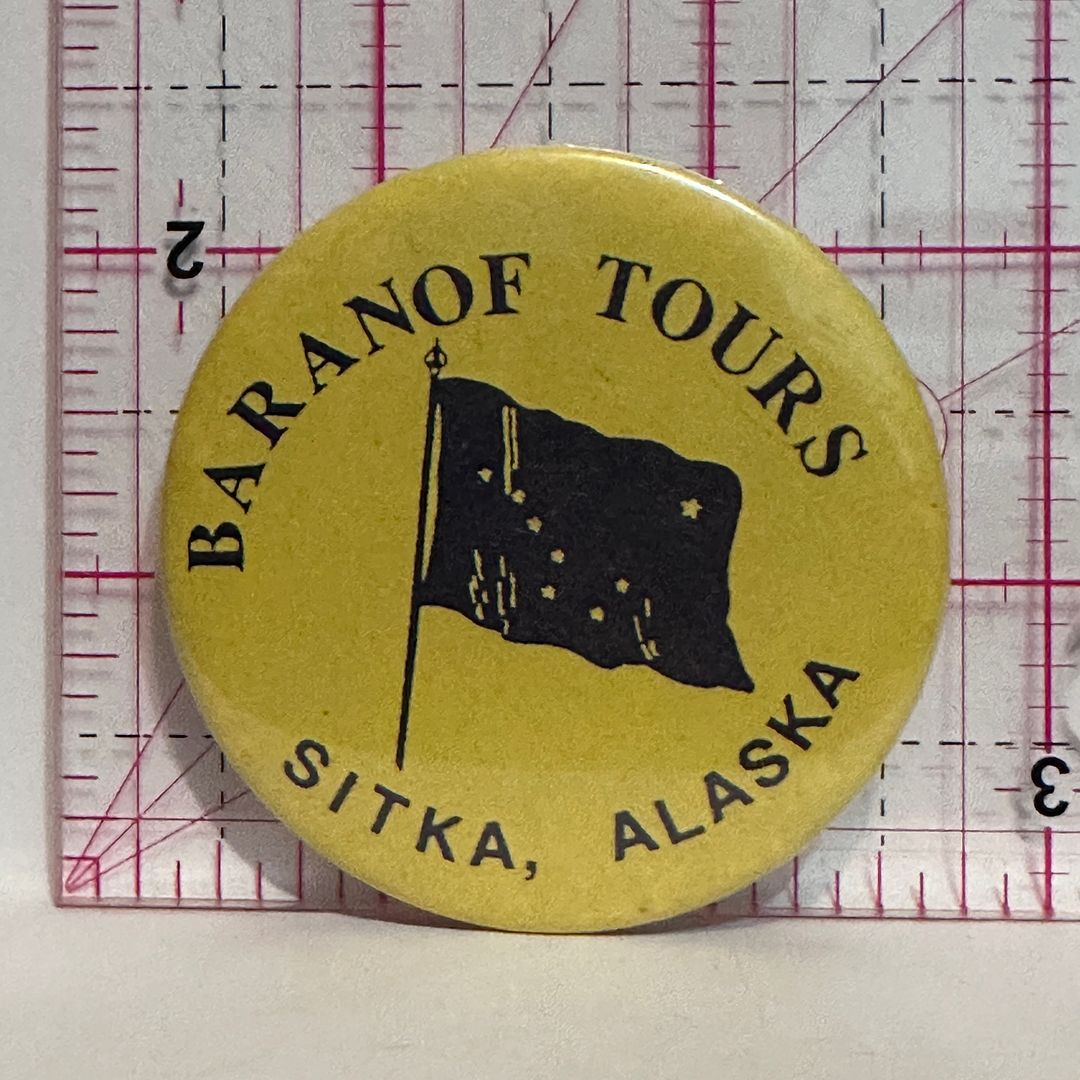 BARANOF TOURS
SITKA, ALASKA
2
3